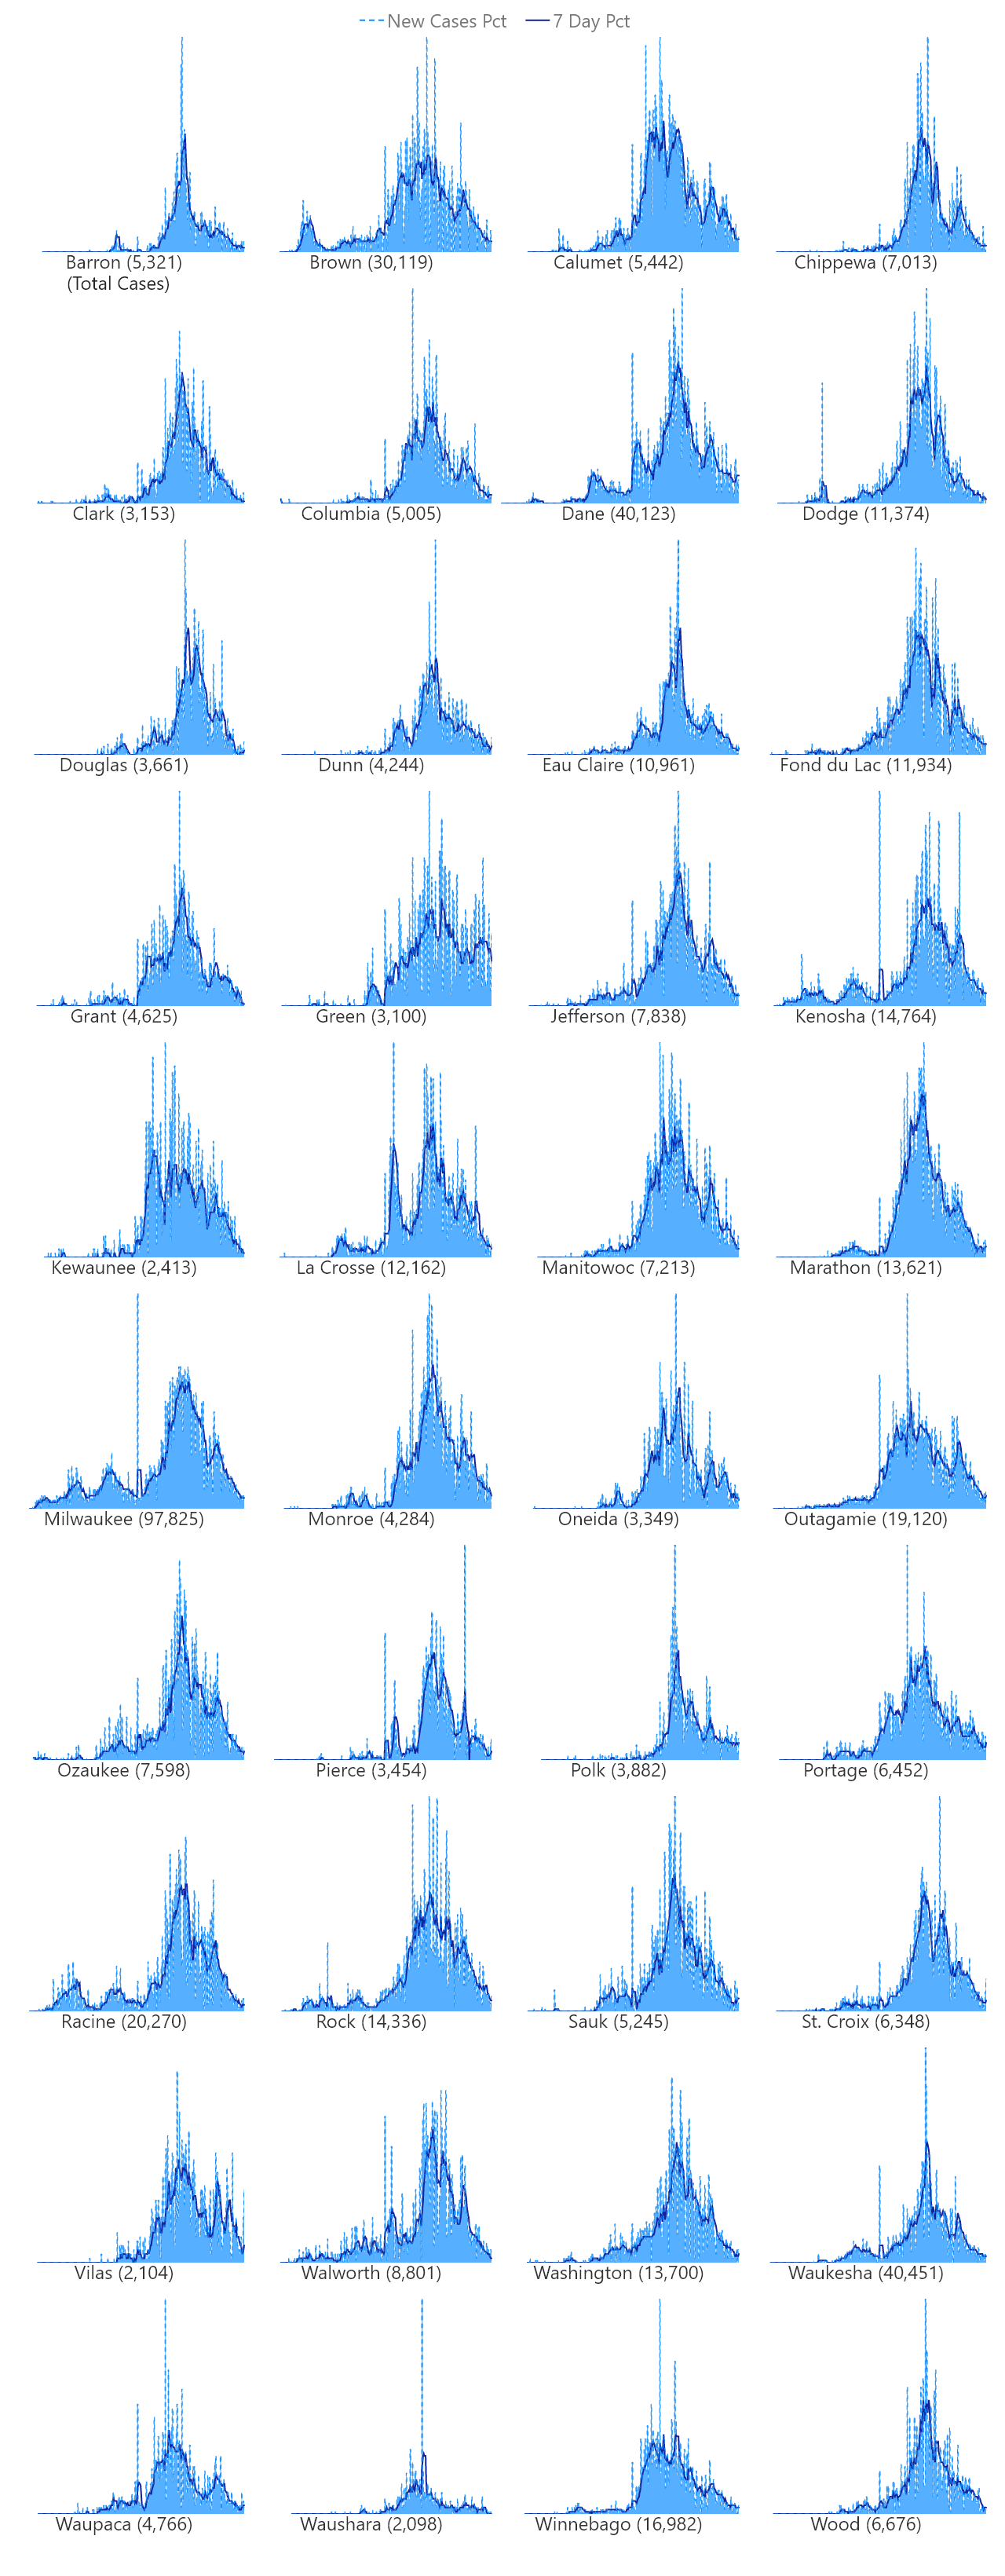 New Cases Pct 7 Day Pct
Barron (5,321) Brown (30,119) Calumet (5,442) Chippewa (7,013)
(Total Cases)
Clark (3,153) Columbia (5,005) Dane (40,123) Dodge (11,374)
Douglas (3,661) Dunn (4,244) Eau Claire (10,961) Fond du Lac (11,934)
Grant (4,625) Green (3,100) Jefferson (7,838) Kenosha (14,764)
Kewaunee (2,413) La Crosse (12,162) Manitowoc (7,213) Marathon (13,621)
Milwaukee (97,825) Monroe (4,284) Oneida (3,349) Outagamie (19,120)
Ozaukee (7,598) Pierce (3,454) Polk (3,882) Portage (6,452)
Racine (20,270) Rock (14,336) Sauk (5,245) St. Croix (6,348)
Vilas (2,104) Walworth (8,801) Washington (13,700) Waukesha (40,451)
Waupaca (4,766) Waushara (2,098) Winnebago (16,982) Wood (6,676)